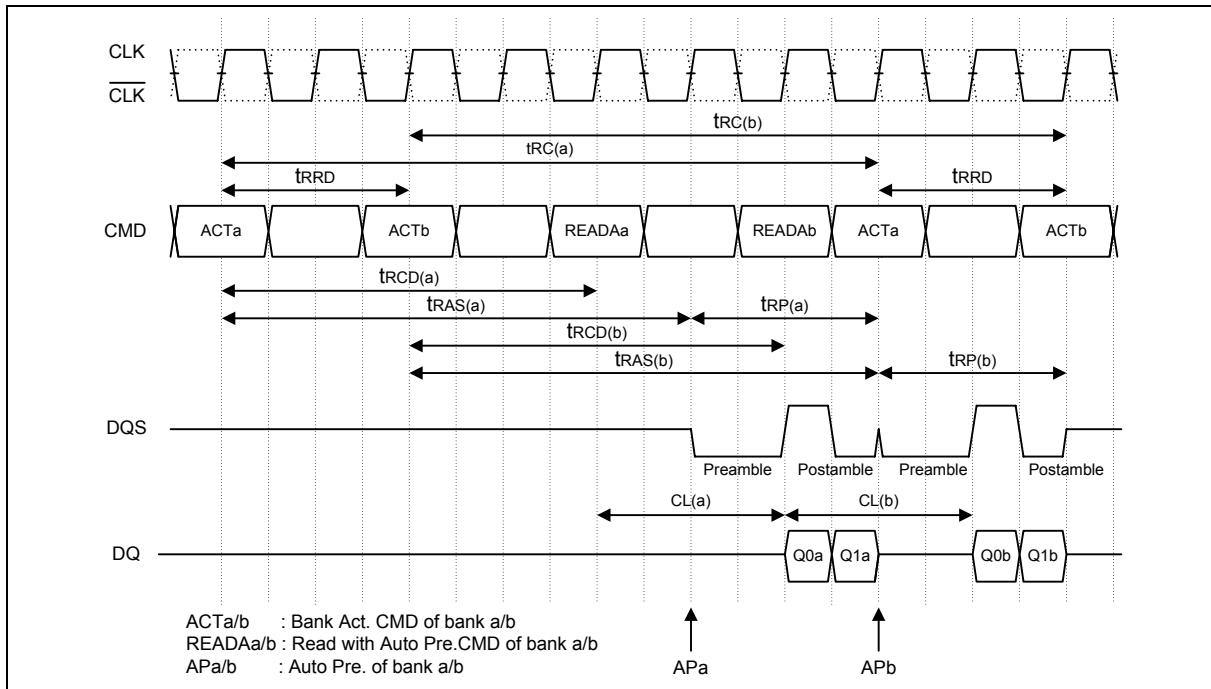 CLK
CLK
tRC(b)
tRC(a)
tRRD tRRD
CMD ACTa ACTb READAa READAb ACTa ACTb
tRCD(a)
tRAS(a) tRP(a)
tRCD(b)
tRAS(b) tRP(b)
DQS
Preamble Postamble Preamble Postamble
CL(a) CL(b)
DQ Q0a Q1a Q0b Q1b
ACTa/b : Bank Act. CMD of bank a/b
READAa/b : Read with Auto Pre.CMD of bank a/b
APa/b : Auto Pre. of bank a/b
APa APb